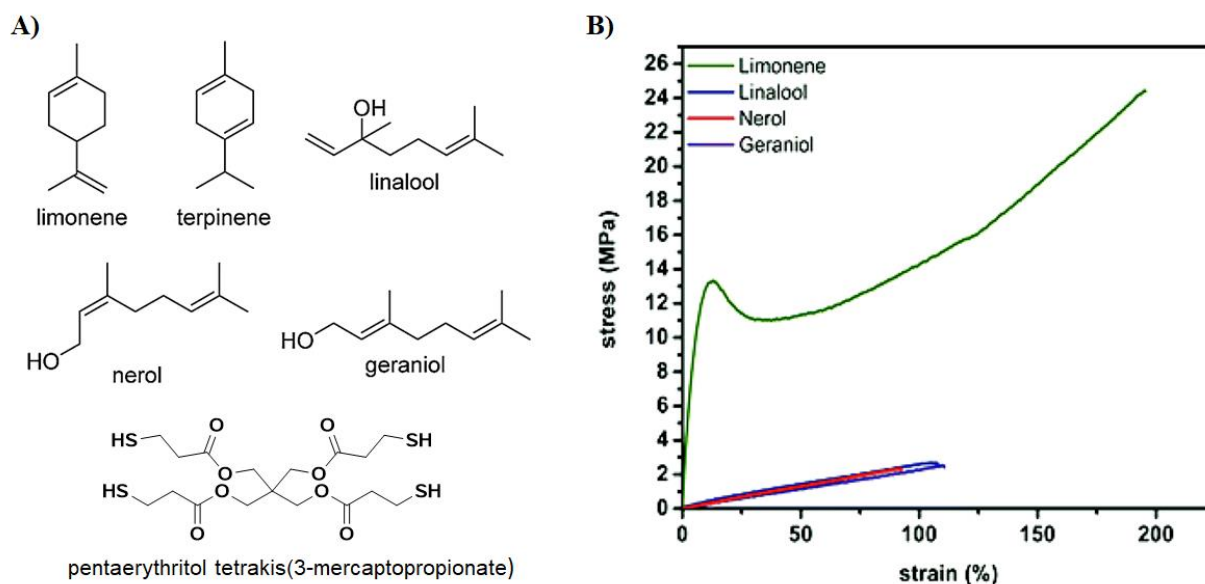 A)
limonene
terpinene
OH
linalool
HO
nerol
HO
geraniol
HS
O
O
SH
O
O
HS
O
O
SH
O
O
pentaerythritol tetrakis(3-mercaptopropionate)
B)
Limonene
Linalool
Nerol
Geraniol
26
24
22
20
18
16
14
12
10
8
6
4
2
0
stress (MPa)
0
50
100
150
200
strain (%)